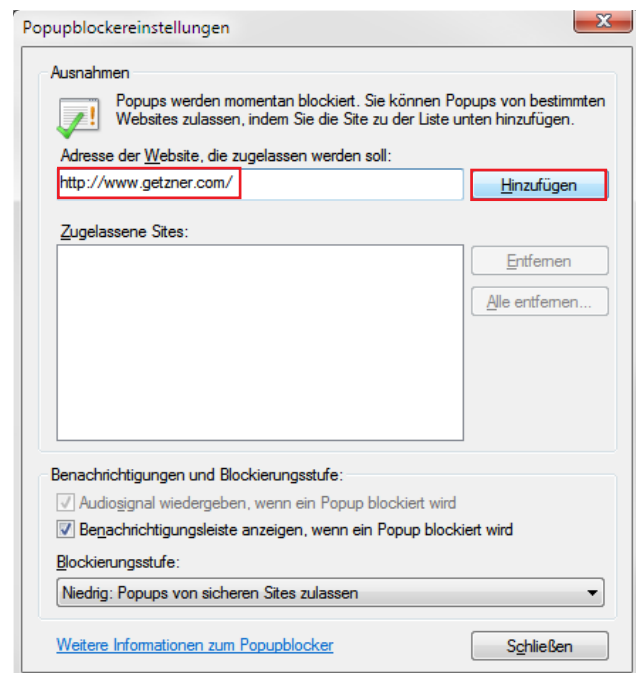 Popupblockereinstellungen
Ausnahmen
Popups werden momentan blockiert. Sie können Popups von bestimmten
Websites zulassen, indem Sie die Site zu der Liste unten hinzufügen.
Adresse der Website, die zugelassen werden soll:
http://www.getzner.com/
Hinzufügen
Zugelassene Sites:
Entfernen
Alle entfernen...
Benachrichtigungen und Blockierungsstufe:
Audiosignal wiedergeben, wenn ein Popup blockiert wird
Benachrichtigungsleiste anzeigen, wenn ein Popup blockiert wird
Blockierungsstufe:
Niedrig: Popups von sicheren Sites zulassen
Weitere Informationen zum Popupblocker
Schließen